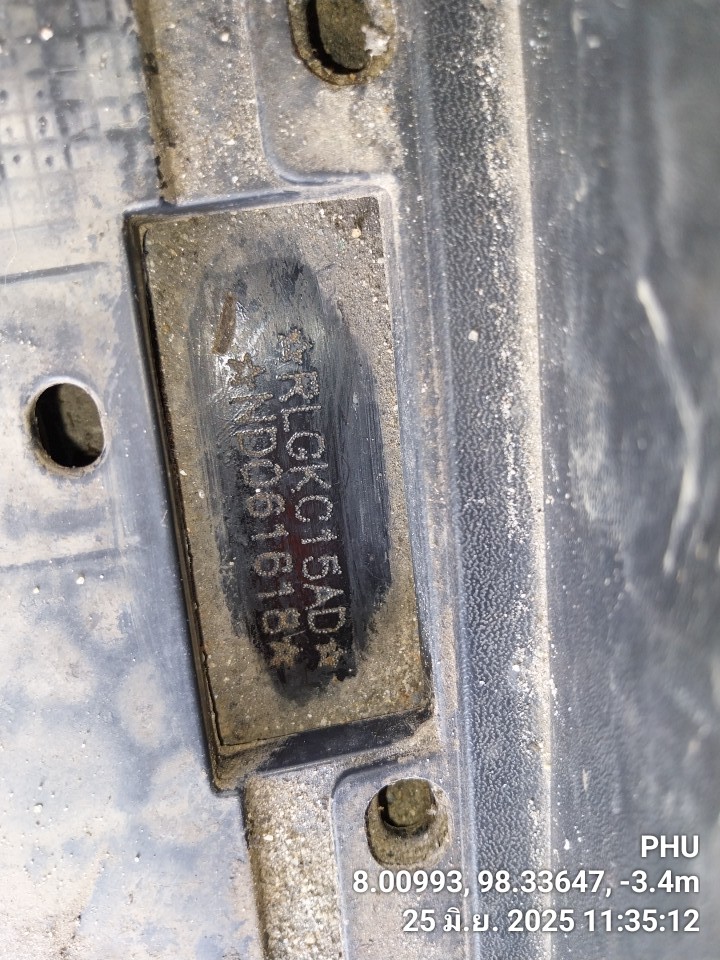 ☆RLGKC15AD☆
☆ND061618☆
PHU
8.00993, 98.33647, -3.4m
25 มิ.ย. 2025 11:35:12